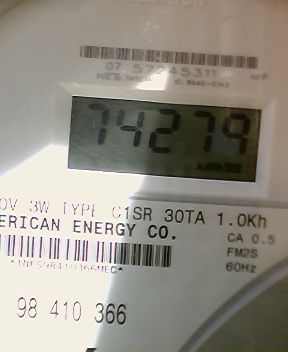 07 57245311
74279
kWh
0V 3W TYPE C1SR 30TA 1.0Kh
ERICAN ENERGY CO.
CA 0.5
FM2S
60Hz
98 410 366